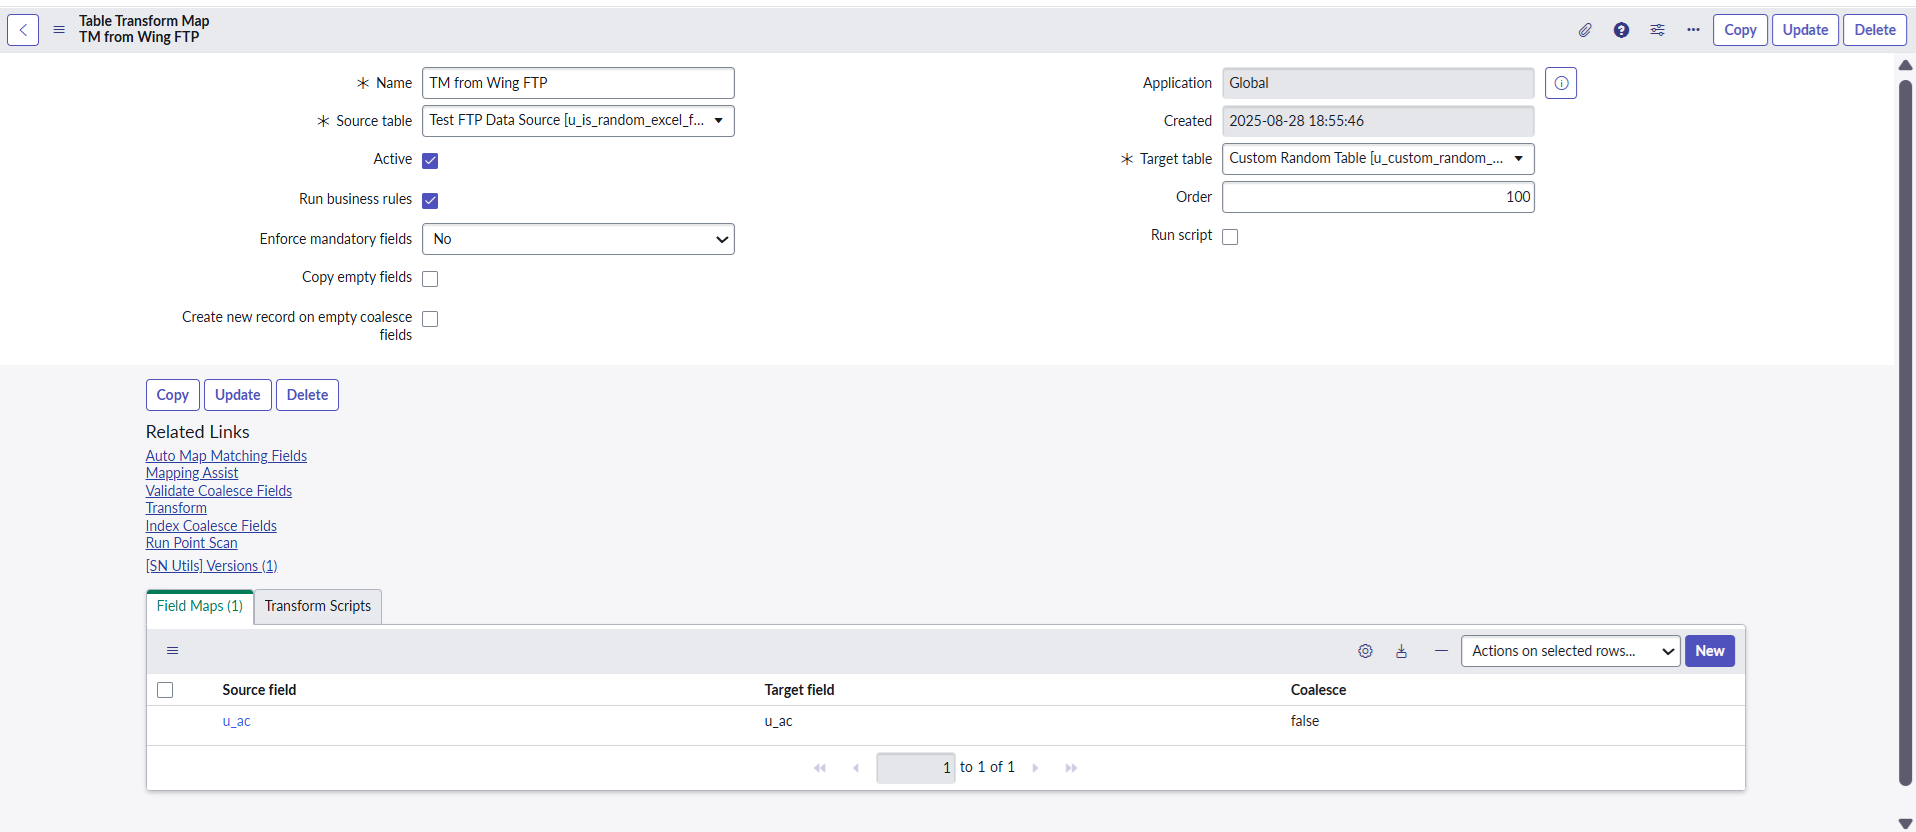 Table Transform Map
TM from Wing FTP
Copy
Update
Delete
Name
TM from Wing FTP
Application
Global
Source table
Test FTP Data Source [u_is_random_excel_f...
Created
2025-08-28 18:55:46
Active
Target table
Custom Random Table [u_custom_random_...
Run business rules
Order
100
Enforce mandatory fields
No
Run script
Copy empty fields
Create new record on empty coalesce
fields
Copy
Update
Delete
Related Links
Auto Map Matching Fields
Mapping Assist
Validate Coalesce Fields
Transform
Index Coalesce Fields
Run Point Scan
[SN Utils] Versions (1)
Field Maps (1)
Transform Scripts
Actions on selected rows...
New
Source field
Target field
Coalesce
u_ac
u_ac
false
1 to 1 of 1